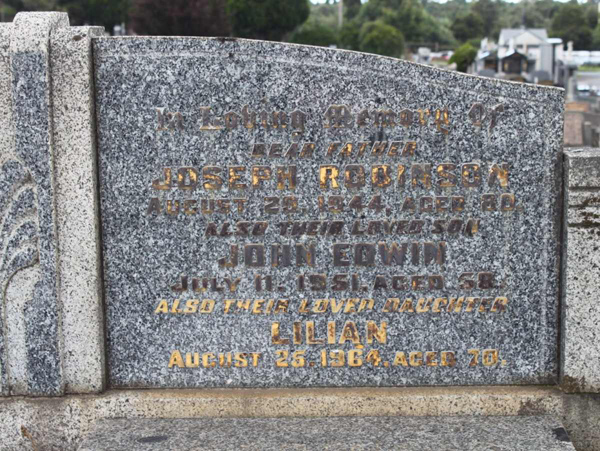 In Loving Memory Of
DEAR FATHER
JOSEPH ROBINSON
AUGUST 29, 1944, AGED 80.
ALSO THEIR LOVED SON
JOHN EDWIN
JULY 11, 1951, AGED 58.
ALSO THEIR LOVED DAUGHTER
LILIAN
AUGUST 25, 1964, AGED 70.